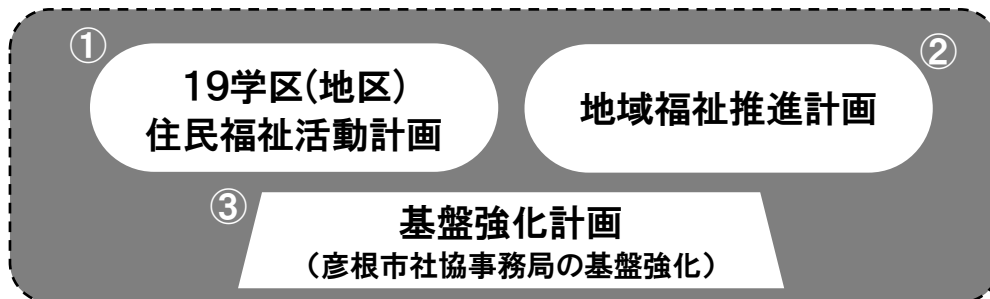 ①
19学区(地区)
住民福祉活動計画
②
地域福祉推進計画
③
基盤強化計画
（彦根市社協事務局の基盤強化）